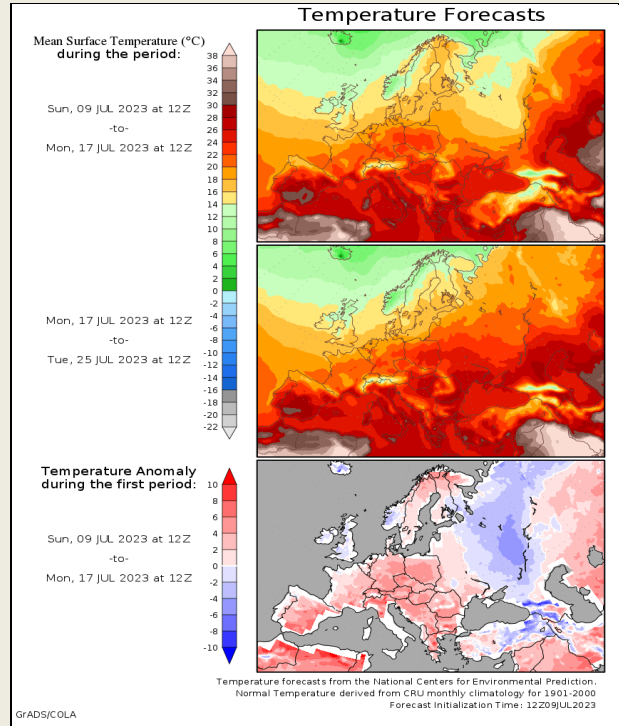 Temperature Forecasts
Mean Surface Temperature (°C)
during the period:
38
36
34
32
30
28
26
24
22
20
18
16
14
12
10
8
6
4
2
0
-2
-4
-6
-8
-10
-12
-14
-16
-18
-20
-22
Sun, 09 JUL 2023 at 12Z
-to-
Mon, 17 JUL 2023 at 12Z
Mon, 17 JUL 2023 at 12Z
-to-
Tue, 25 JUL 2023 at 12Z
Temperature Anomaly
during the first period:
10
8
6
4
2
0
-2
-4
-6
-8
-10
Sun, 09 JUL 2023 at 12Z
-to-
Mon, 17 JUL 2023 at 12Z
Temperature forecasts from the National Centers for Environmental Prediction.
Normal Temperature derived from CRU monthly climatology for 1901-2000
Forecast Initialization Time: 12Z09JUL2023
GrADS/COLA